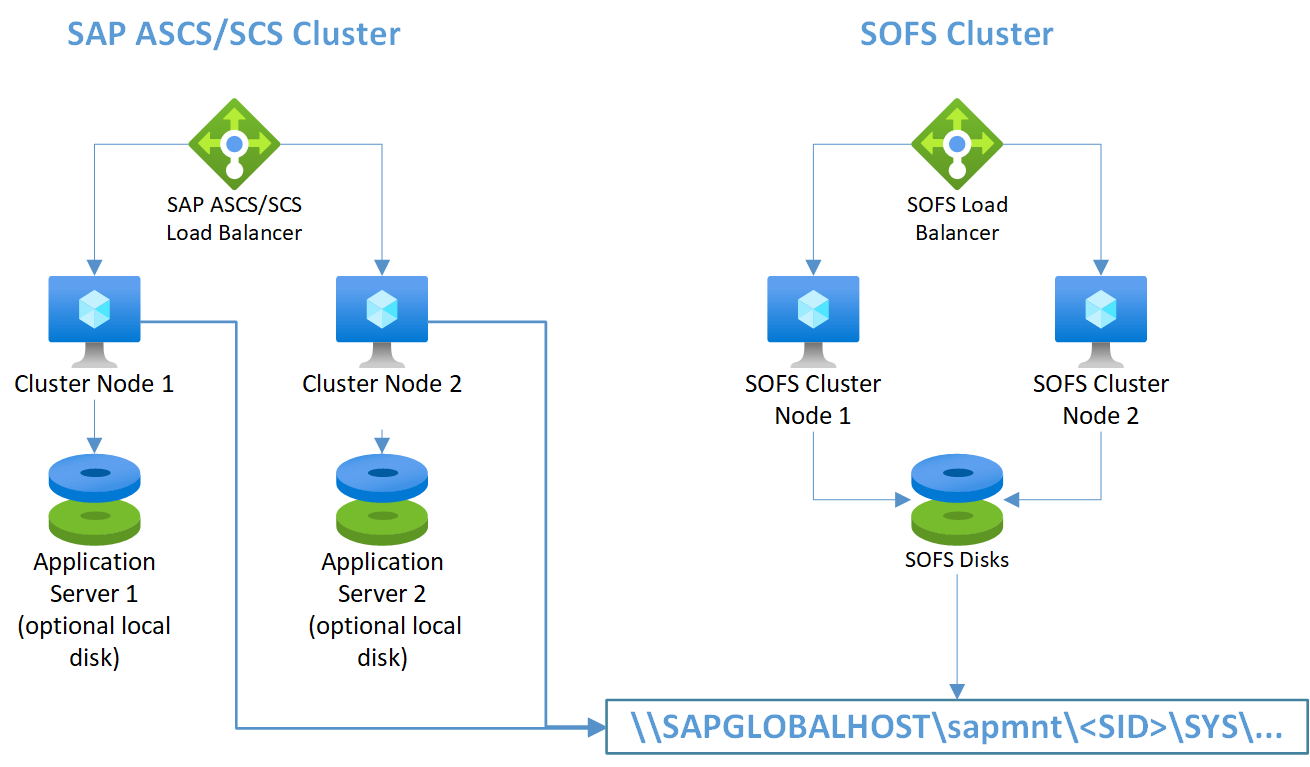 SAP ASCS/SCS Cluster
SOFS Cluster
SAP ASCS/SCS
Load Balancer
SOFS Load
Balancer
Cluster Node 1
Cluster Node 2
SOFS Cluster
Node 1
SOFS Cluster
Node 2
Application
Server 1
(optional local
disk)
Application
Server 2
(optional local
disk)
SOFS Disks
\\SAPGLOBALHOST\sapmnt\<SID>\SYS\...